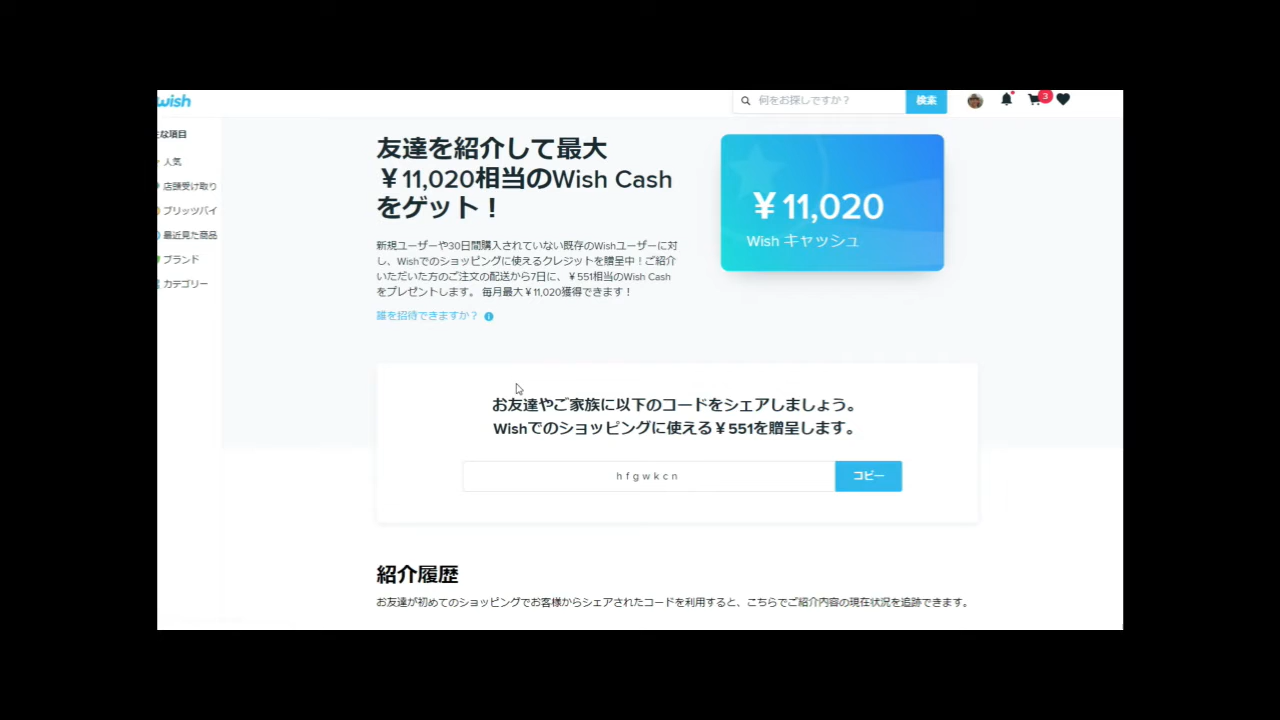 wish
何をお探しですか？
検索
3
主な項目
人気
店頭受け取り
ブリッツバイ
最近見た商品
ブランド
カテゴリー
友達を紹介して最大
￥11,020相当のWish Cash
をゲット！
新規ユーザーや30日間購入されていない既存のWishユーザーに対
し、Wishでのショッピングに使えるクレジットを贈呈中！ご紹介
いただいた方のご注文の配送から7日に、￥551相当のWish Cash
をプレゼントします。 毎月最大￥11,020獲得できます！
誰を招待できますか？
￥11,020
Wish キャッシュ
お友達やご家族に以下のコードをシェアしましょう。
Wishでのショッピングに使える￥551を贈呈します。
hfgwkcn
コピー
紹介履歴
お友達が初めてのショッピングでお客様からシェアされたコードを利用すると、こちらでご紹介内容の現在状況を追跡できます。